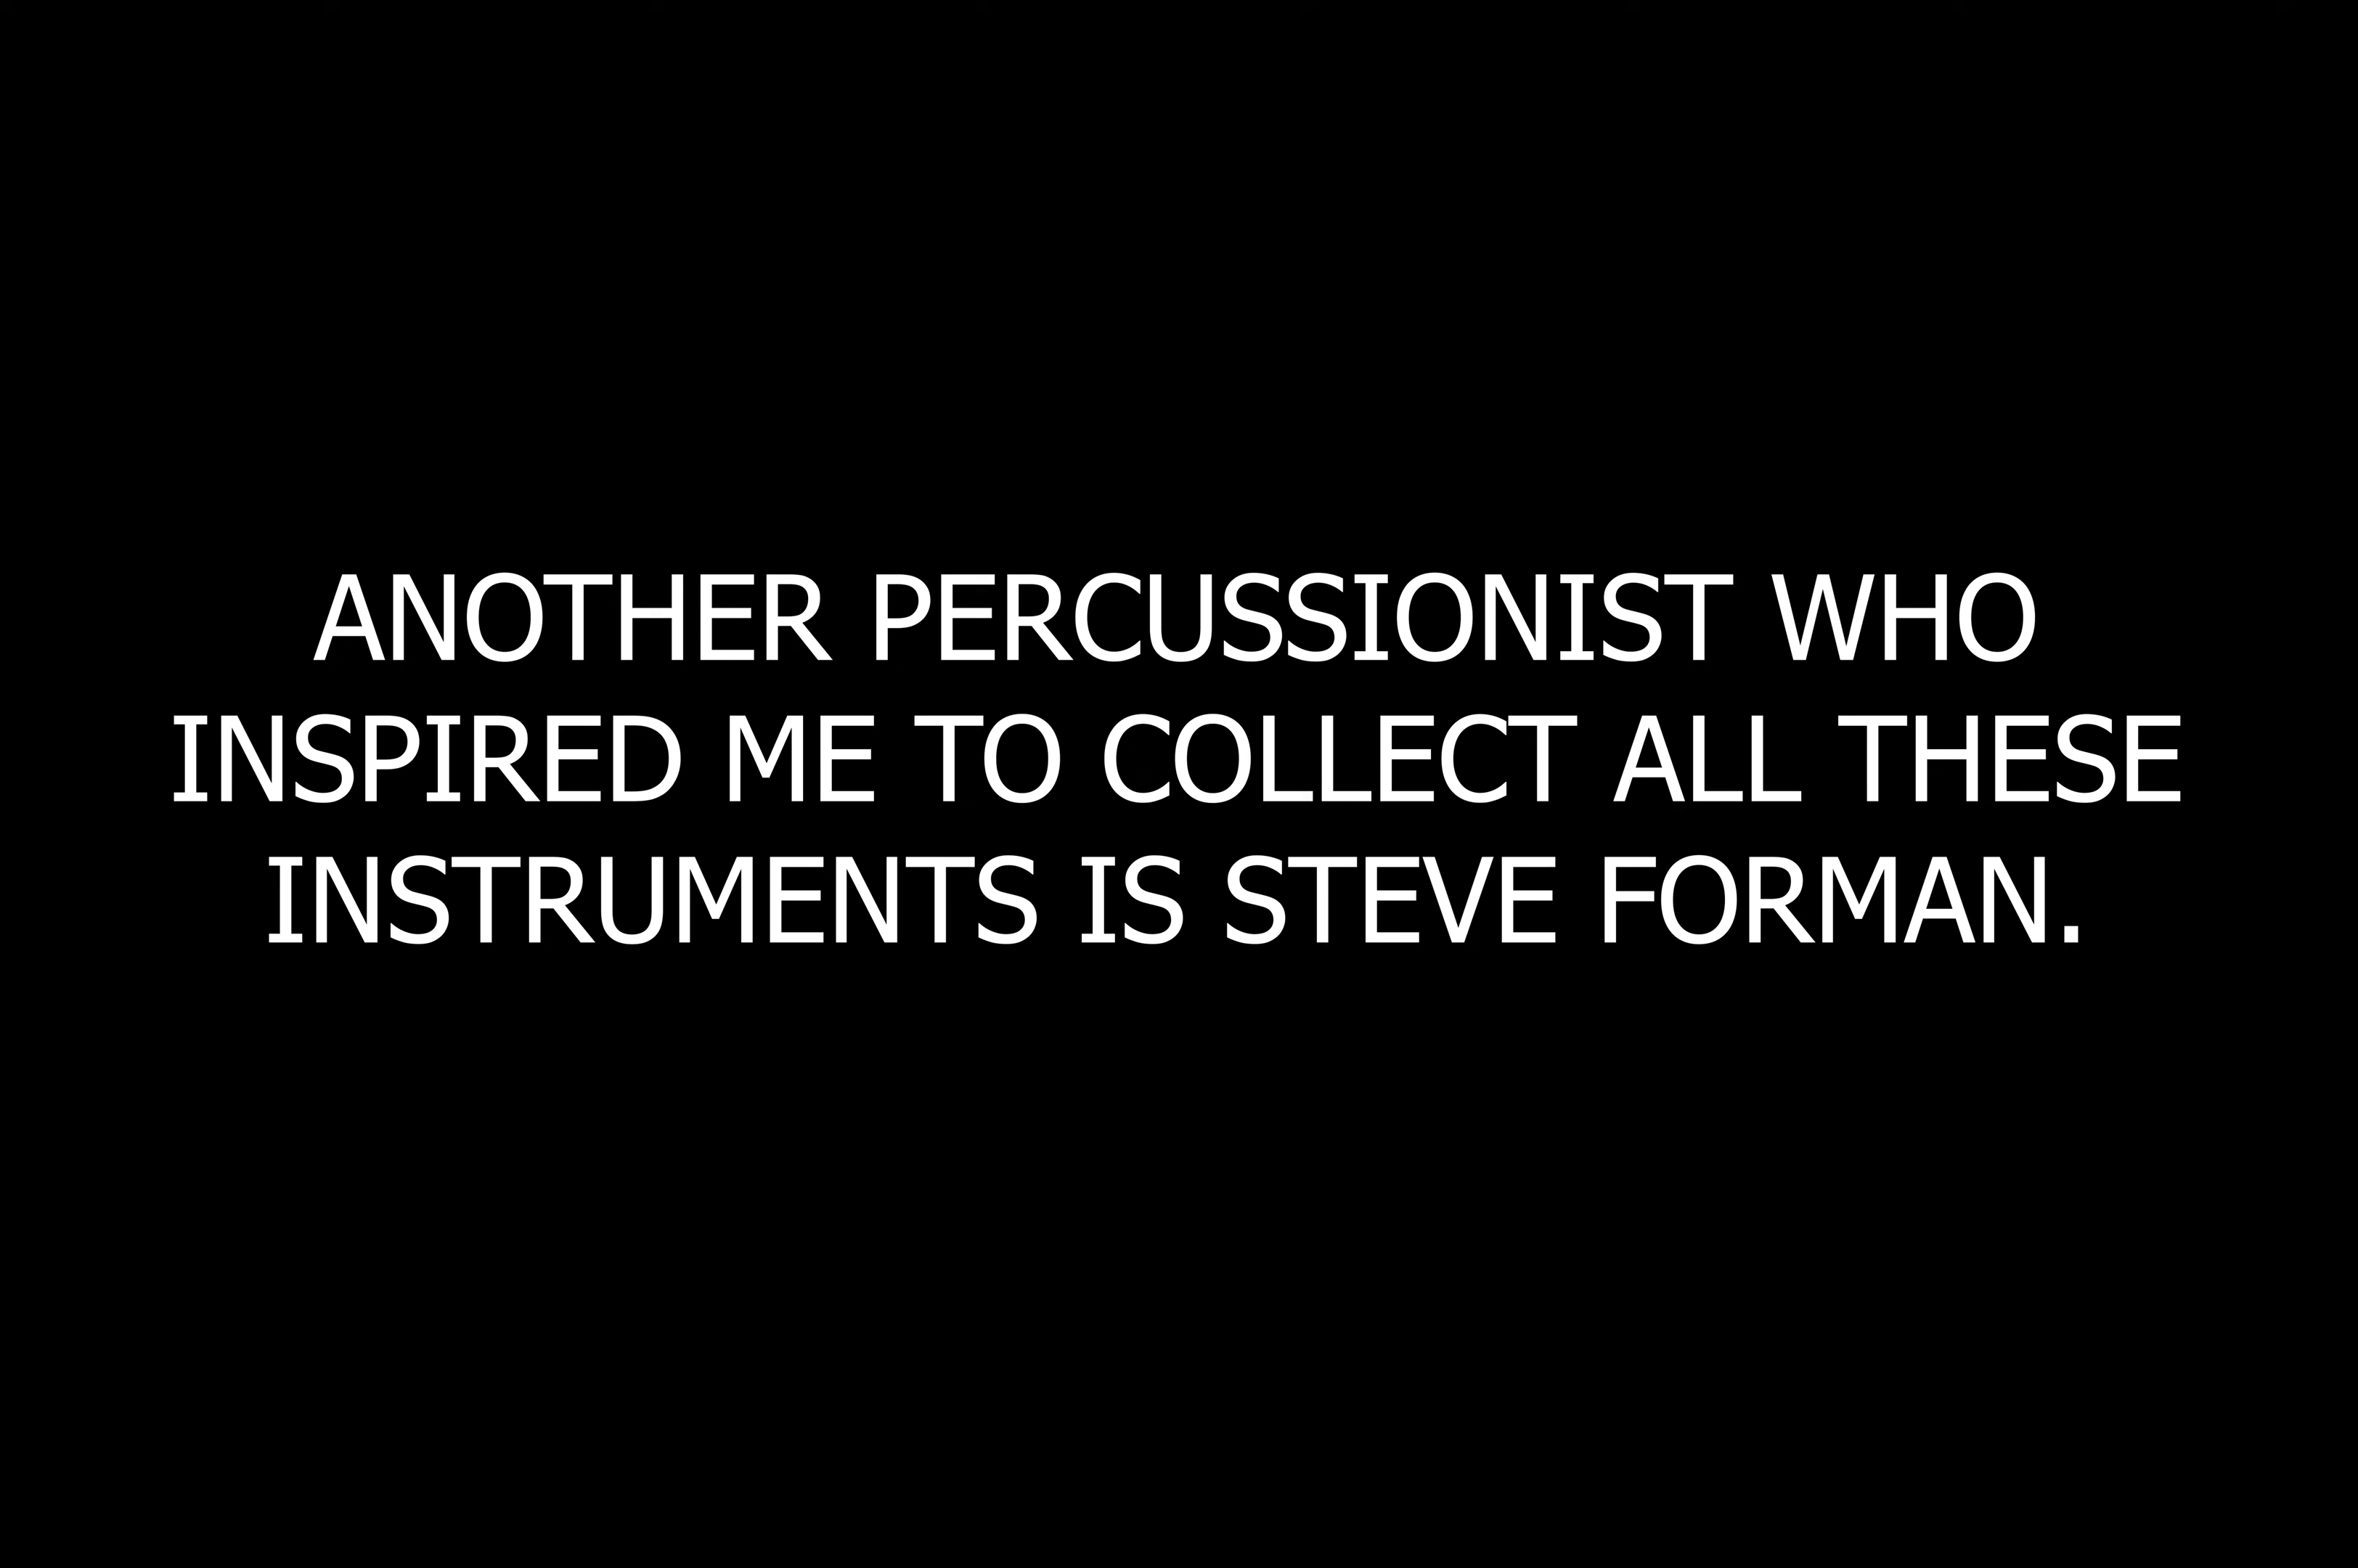 ANOTHER PERCUSSIONIST WHO
INSPIRED ME TO COLLECT ALL THESE
INSTRUMENTS IS STEVE FORMAN.